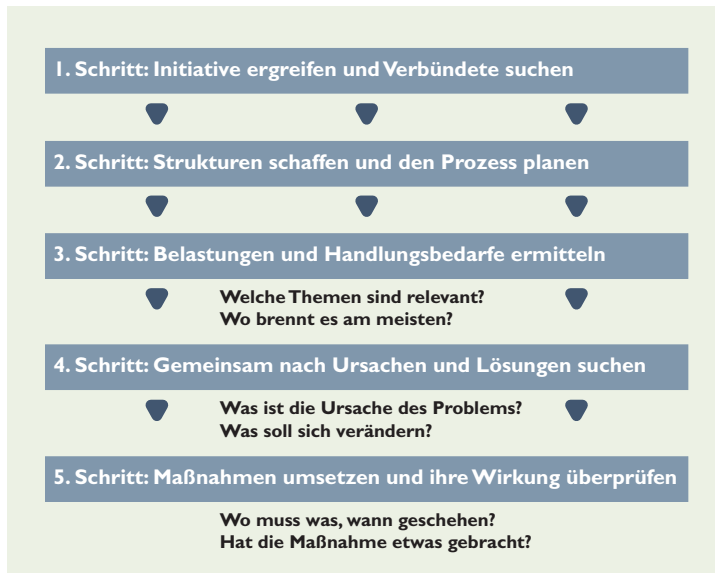 1. Schritt: Initiative ergreifen und Verbündete suchen
2. Schritt: Strukturen schaffen und den Prozess planen
3. Schritt: Belastungen und Handlungsbedarfe ermitteln
Welche Themen sind relevant?
Wo brennt es am meisten?
4. Schritt: Gemeinsam nach Ursachen und Lösungen suchen
Was ist die Ursache des Problems?
Was soll sich verändern?
5. Schritt: Maßnahmen umsetzen und ihre Wirkung überprüfen
Wo muss was, wann geschehen?
Hat die Maßnahme etwas gebracht?